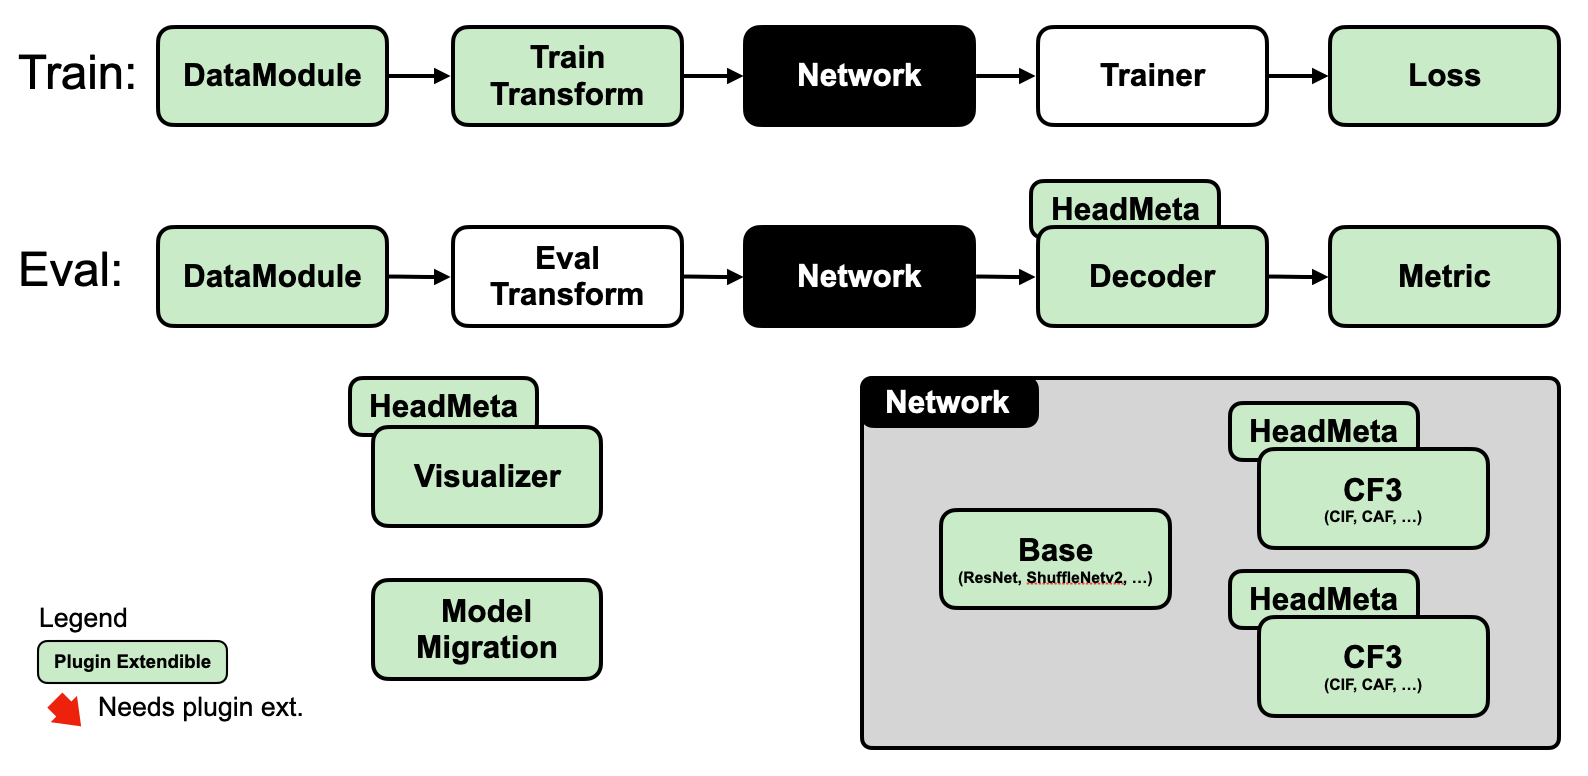 Train:
DataModule
Train
Transform
Network
Trainer
Loss
Eval:
DataModule
Eval
Transform
Network
HeadMeta
Decoder
Metric
HeadMeta
Visualizer
Model
Migration
Legend
Plugin Extendible
Needs plugin ext.
Network
Base
(ResNet, ShuffleNetv2, …)
HeadMeta
CF3
(CIF, CAF, …)
HeadMeta
CF3
(CIF, CAF, …)